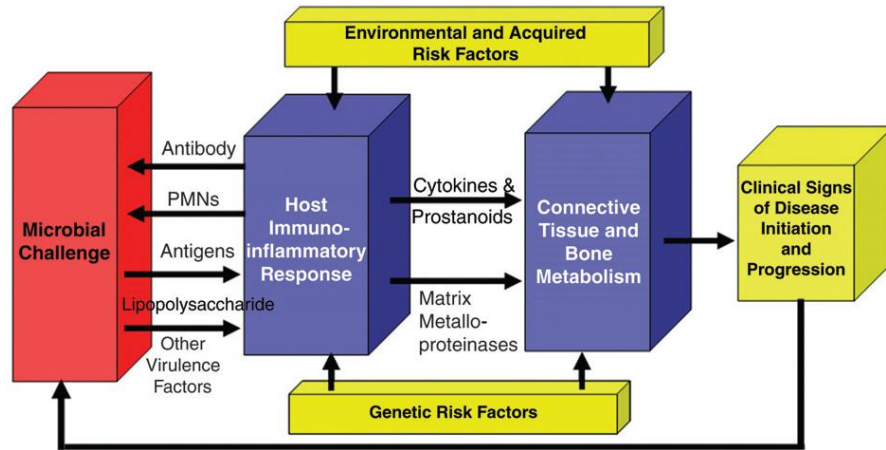 Environmental and Acquired
Risk Factors
Microbial
Challenge
Antibody
PMNs
Antigens
Lipopolysaccharide
Other
Virulence
Factors
Host
Immuno-
inflammatory
Response
Cytokines &
Prostanoids
Matrix
Metallo-
proteinases
Connective
Tissue and
Bone
Metabolism
Clinical Signs
of Disease
Initiation
and
Progression
Genetic Risk Factors